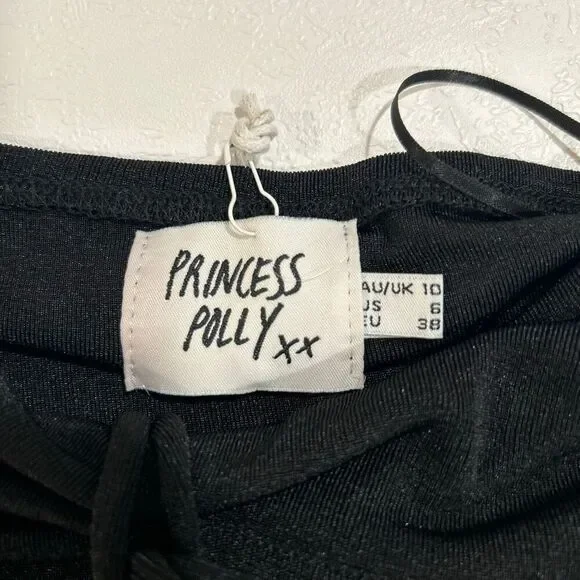 PRINCESS
POLLY xx
AU/UK 10
US 6
EU 38